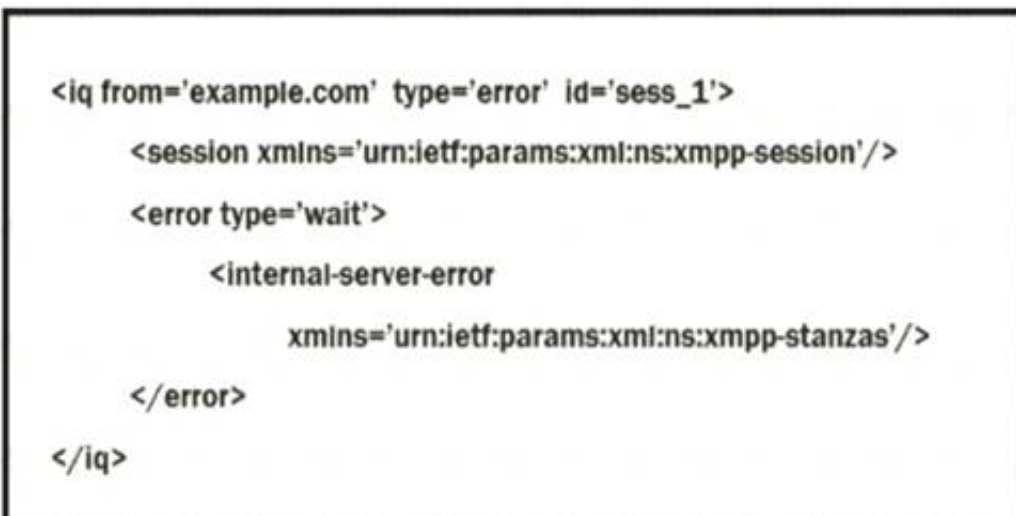 <iq from='example.com' type='error' id='sess_1'>
<session xmlns='urn:ietf:params:xml:ns:xmpp-session'/>
<error type='wait'>
<internal-server-error
xmlns='urn:ietf:params:xml:ns:xmpp-stanzas'/>
</error>
</iq>